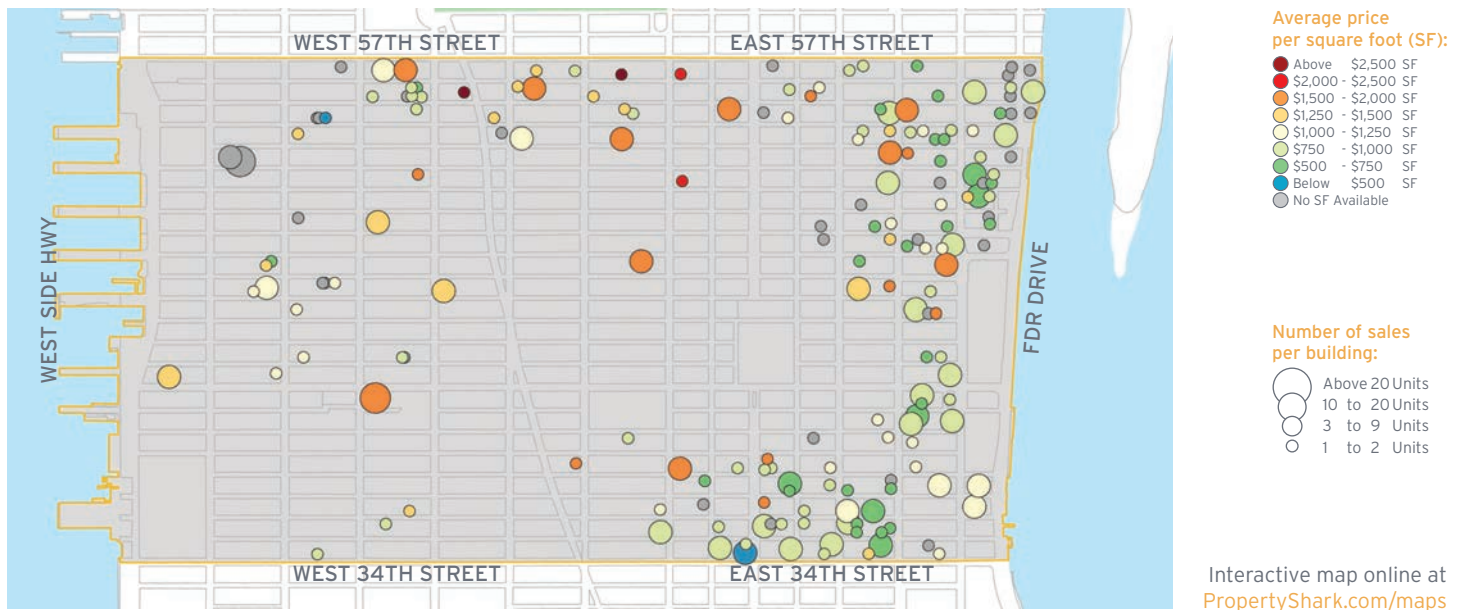 WEST 57TH STREET
EAST 57TH STREET
WEST SIDE HWY
FDR DRIVE
WEST 34TH STREET
EAST 34TH STREET
Average price
per square foot (SF):
Above $2,500 SF
$2,000 - $2,500 SF
$1,500 - $2,000 SF
$1,250 - $1,500 SF
$1,000 - $1,250 SF
$750 - $1,000 SF
$500 - $750 SF
Below $500 SF
No SF Available
Number of sales
per building:
Above 20 Units
10 to 20 Units
3 to 9 Units
1 to 2 Units
Interactive map online at
PropertyShark.com/maps